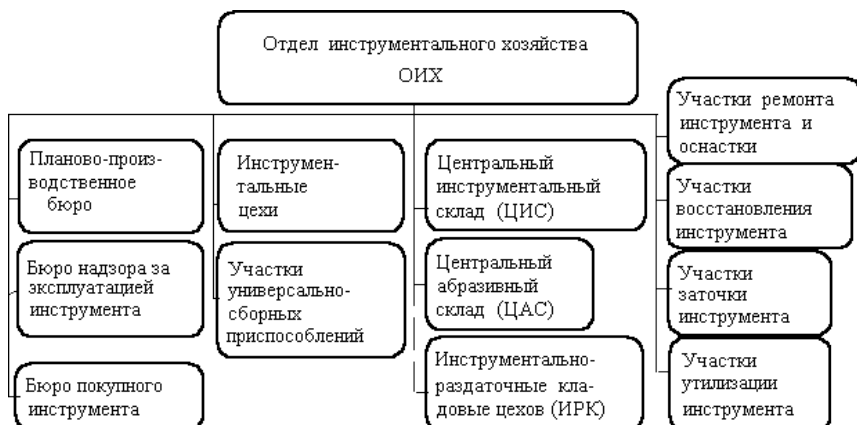 Отдел инструментального хозяйства
ОИХ
Планово-произ-
водственное
бюро
Бюро надзора за
эксплуатацией
инструмента
Бюро покупного
инструмента
Инструмен-
тальные
цехи
Участки
универсально-
сборных
приспособлений
Центральный
инструментальный
склад (ЦИС)
Центральный
абразивный
склад (ЦАС)
Инструментально-
раздаточные кла-
довые цехов (ИРК)
Участки ремонта
инструмента и
оснастки
Участки
восстановления
инструмента
Участки
заточки
инструмента
Участки
утилизации
инструмента